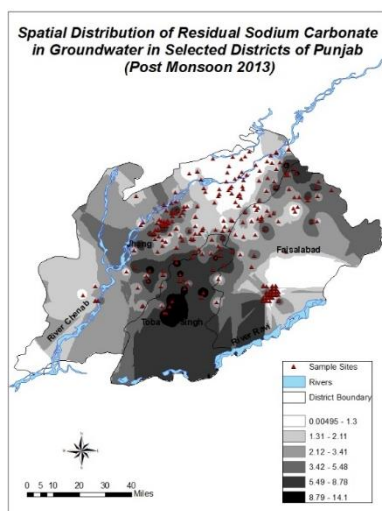 Spatial Distribution of Residual Sodium Carbonate
in Groundwater in Selected Districts of Punjab
(Post Monsoon 2013)
Jhang
Faisalabad
River Chenab
Toba
Singh
River Ravi
Sample Sites
Rivers
District Boundary
0.00495 - 1.3
1.31 - 2.11
2.12 - 3.41
3.42 - 5.48
5.49 - 8.78
8.79 - 14.1
0 5 10 20 30 40
Miles